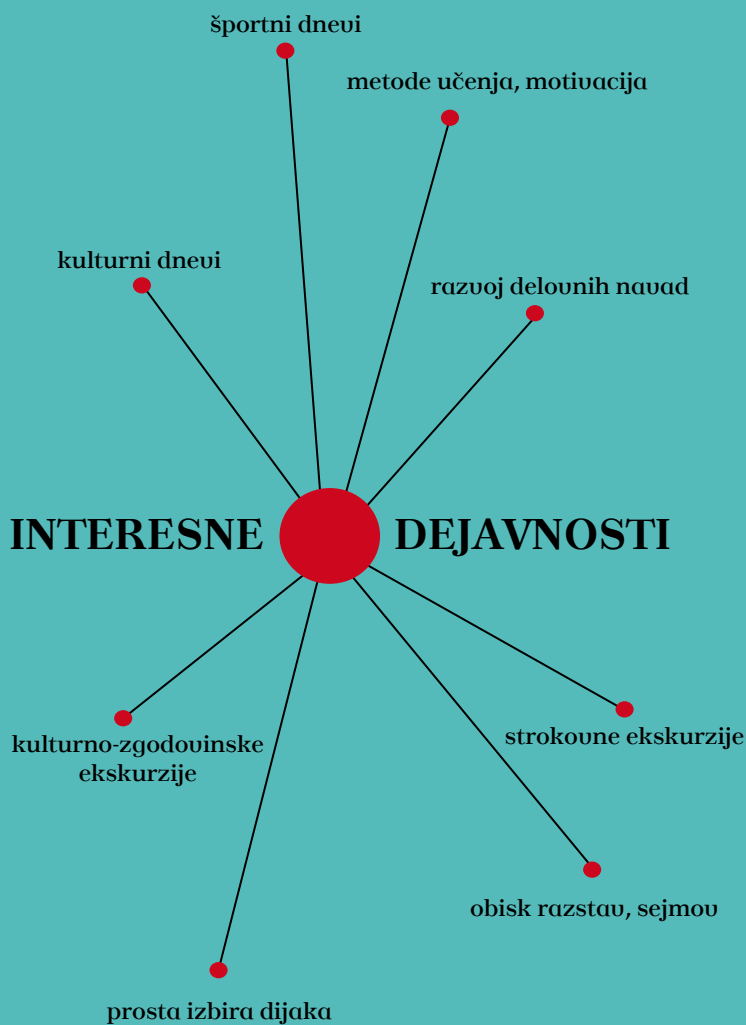 športni dnevi
metode učenja, motivacija
kulturni dnevi
razvoj delovnih navad
INTERESNE DEJAVNOSTI
kulturno-zgodovinske
ekskurzije
strokovne ekskurzije
obisk razstav, sejmov
prosta izbira dijaka